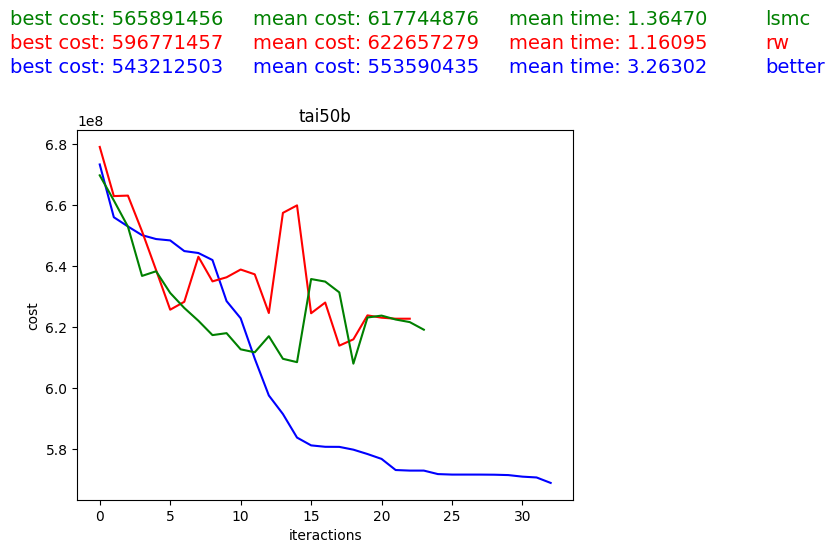 best cost: 565891456 mean cost: 617744876 mean time: 1.36470 lsmc
best cost: 596771457 mean cost: 622657279 mean time: 1.16095 rw
best cost: 543212503 mean cost: 553590435 mean time: 3.26302 better
tai50b
1e8
6.8
6.6
6.4
6.2
6.0
5.8
cost
0 5 10 15 20 25 30
iteractions